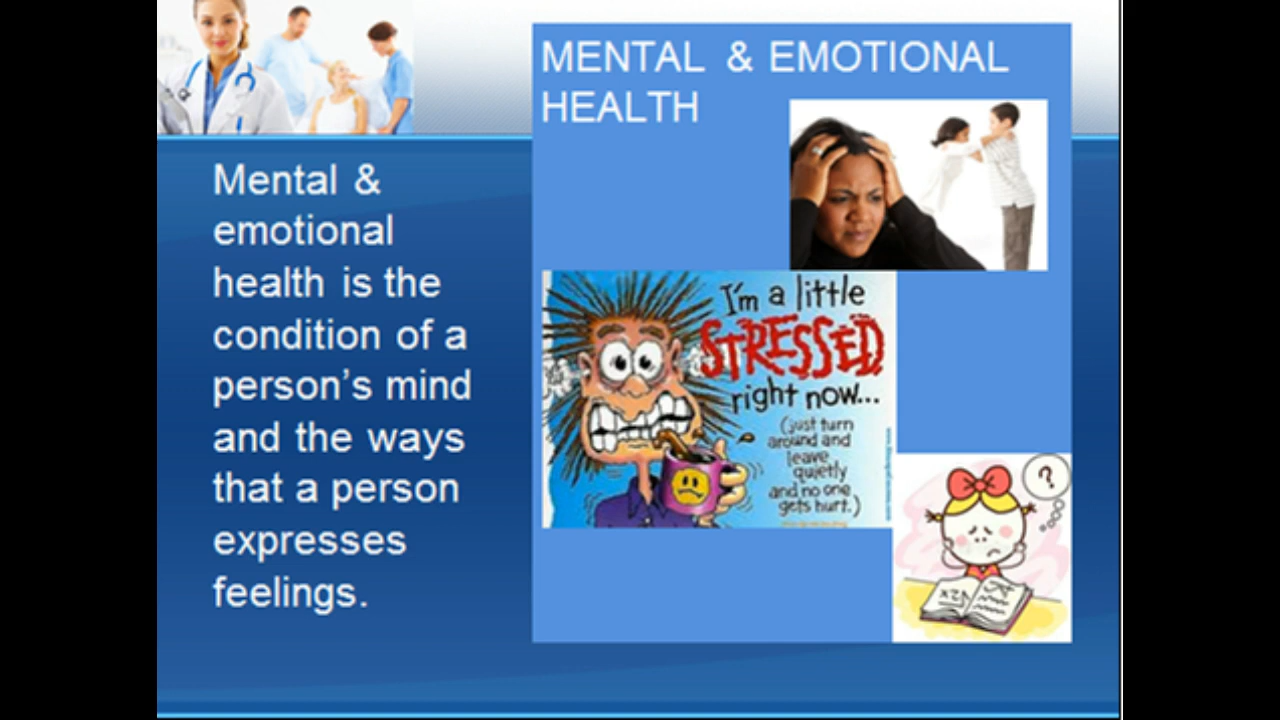 MENTAL & EMOTIONAL
HEALTH
Mental &
emotional
health is the
condition of a
person’s mind
and the ways
that a person
expresses
feelings.
I'm a little
STRESSED
right now...
(just turn
around and
leave
quietly
and no one
gets hurt.)
?